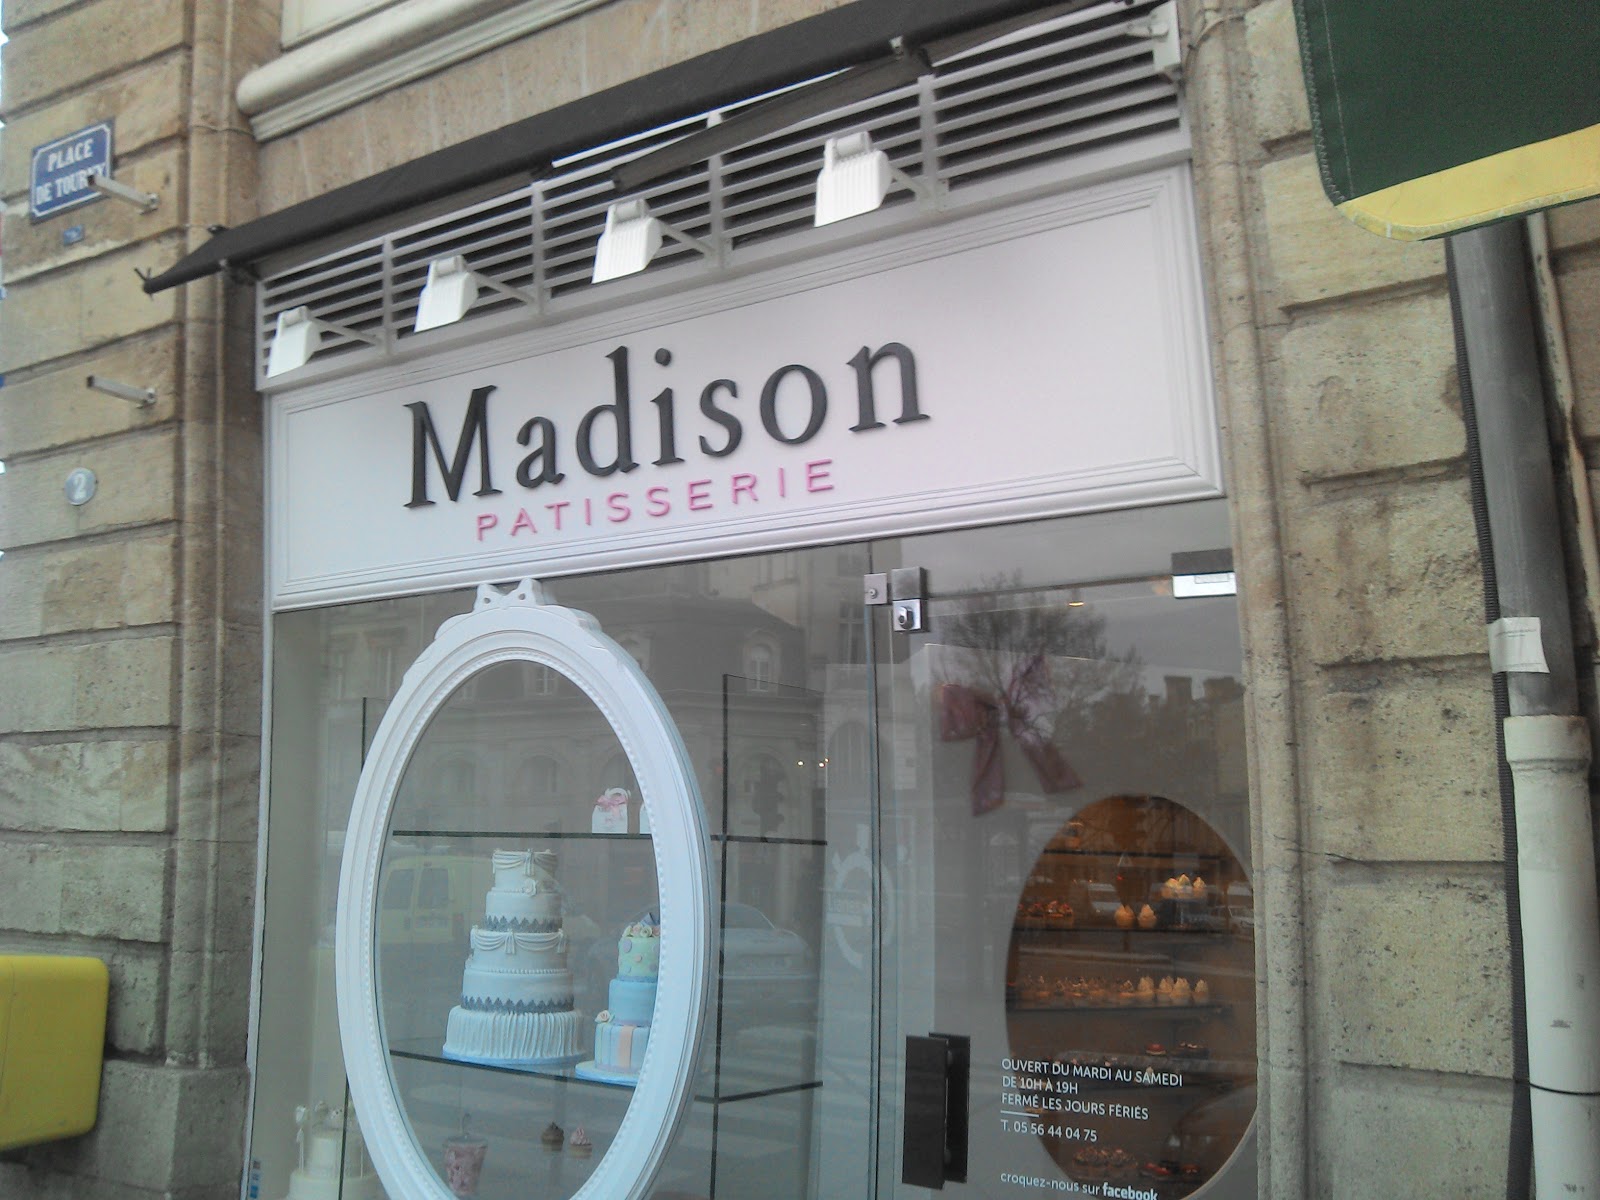 PLACE
DE TOURNY
2
Madison
PATISSERIE
OUVERT DU MARDI AU SAMEDI
DE 10H À 19H
FERMÉ LES JOURS FÉRIÉS
T. 05 56 44 04 75
croquez-nous sur facebook